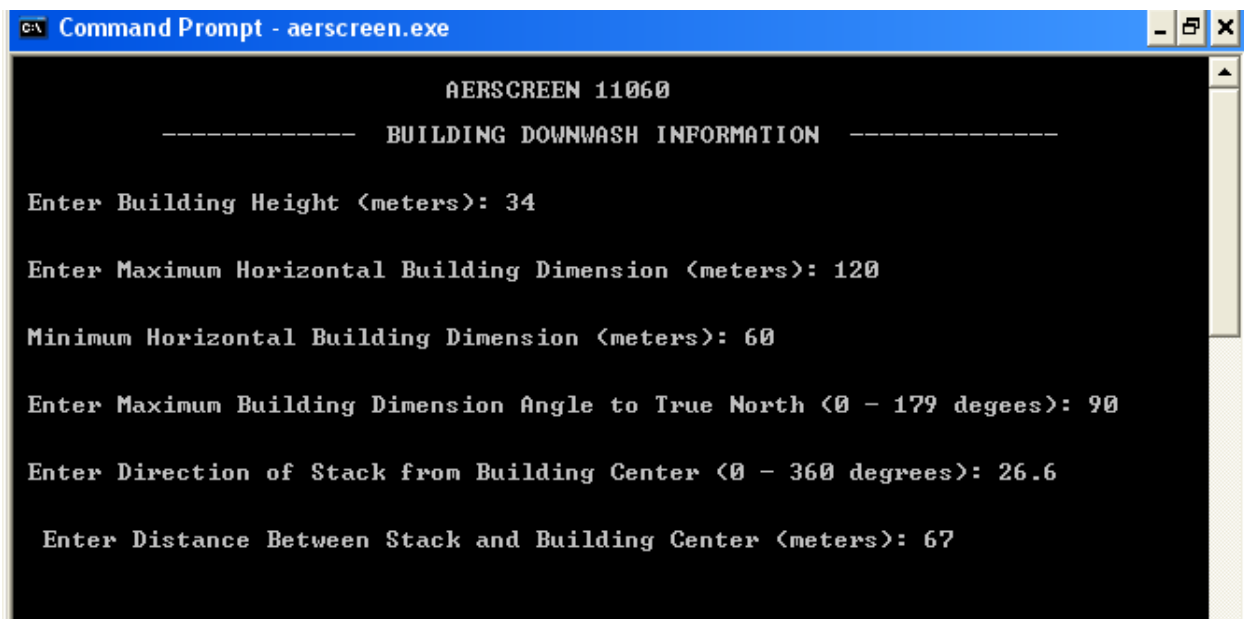 Command Prompt - aerscreen.exe
AERSCREEN 11060
------------- BUILDING DOWNWASH INFORMATION --------------
Enter Building Height (meters): 34
Enter Maximum Horizontal Building Dimension (meters): 120
Minimum Horizontal Building Dimension (meters): 60
Enter Maximum Building Dimension Angle to True North (0 - 179 degees): 90
Enter Direction of Stack from Building Center (0 - 360 degrees): 26.6
Enter Distance Between Stack and Building Center (meters): 67